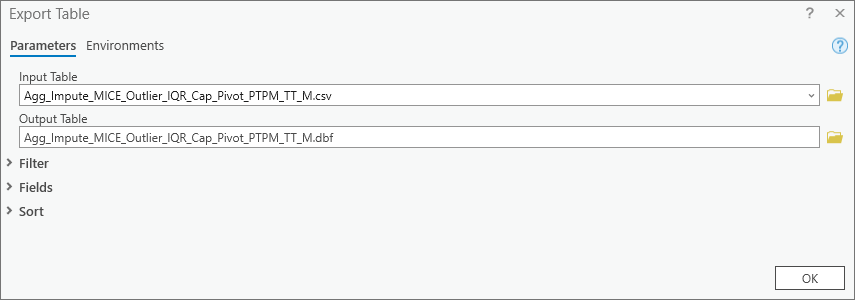 Export Table
? ×
Parameters Environments
?
Input Table
Agg_Impute_MICE_Outlier_IQR_Cap_Pivot_PTPM_TT_M.csv
Output Table
Agg_Impute_MICE_Outlier_IQR_Cap_Pivot_PTPM_TT_M.dbf
Filter
Fields
Sort
OK